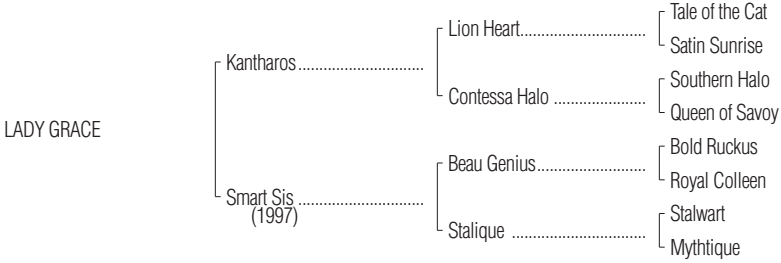 Tale of the Cat
Lion Heart..............................
Satin Sunrise
Kantharos..............................
Southern Halo
Contessa Halo ......................
Queen of Savoy
LADY GRACE
Bold Ruckus
Beau Genius..........................
Royal Colleen
Smart Sis ..............................
(1997)
Stalwart
Stalique ................................
Mythtique